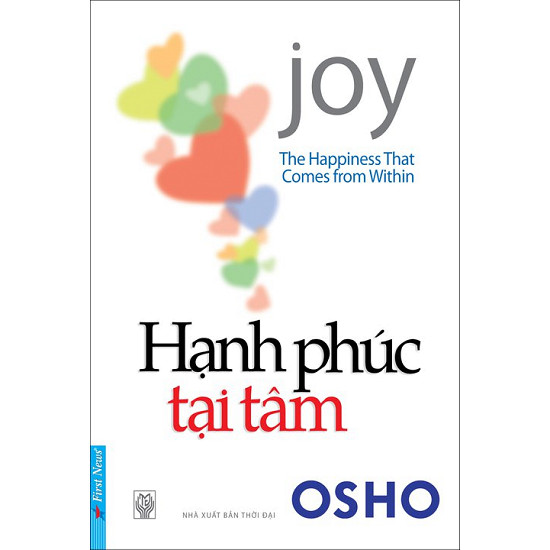 joy
The Happiness That
Comes from Within
Hạnh phúc
tại tâm
First News
NHÀ XUẤT BẢN THỜI ĐẠI
OSHO